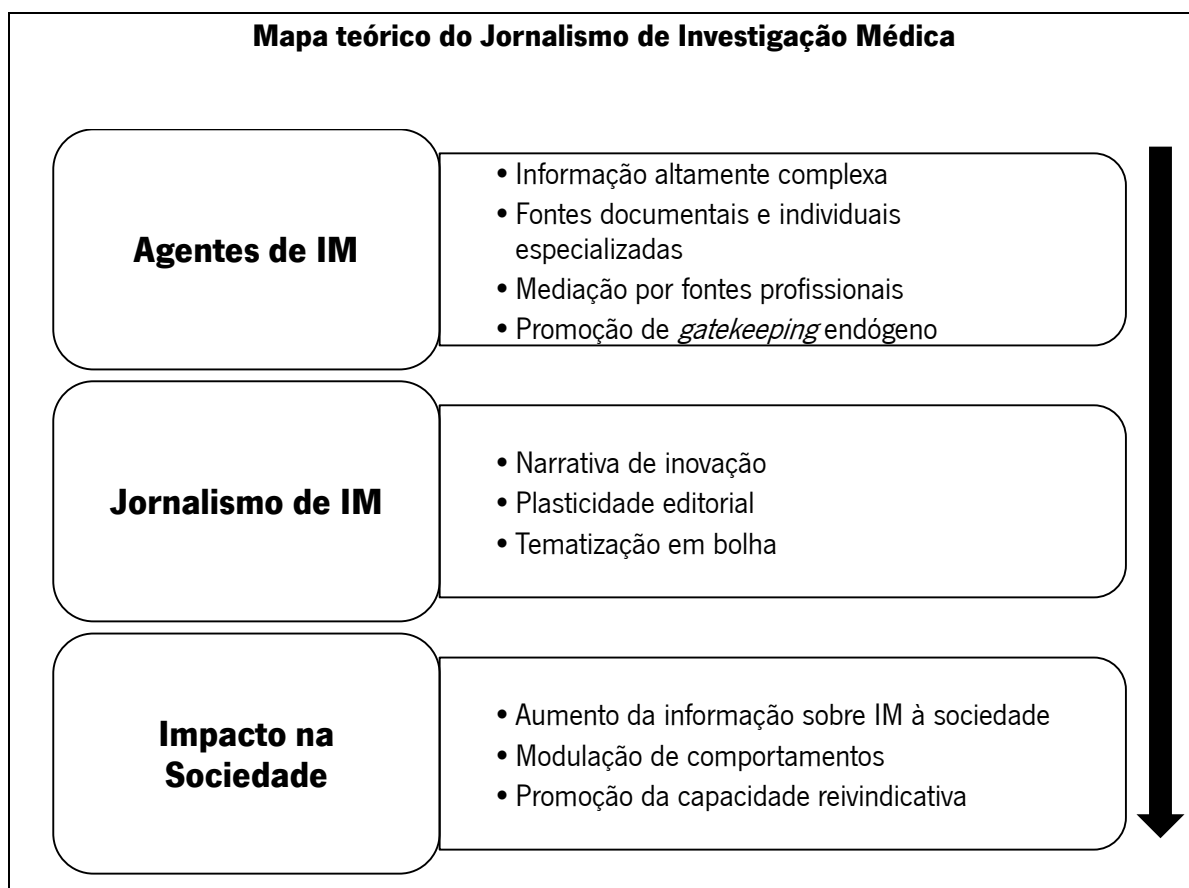 Mapa teórico do Jornalismo de Investigação Médica
Agentes de IM
• Informação altamente complexa
• Fontes documentais e individuais
especializadas
• Mediação por fontes profissionais
• Promoção de gatekeeping endógeno
Jornalismo de IM
• Narrativa de inovação
• Plasticidade editorial
• Tematização em bolha
Impacto na
Sociedade
• Aumento da informação sobre IM à sociedade
• Modulação de comportamentos
• Promoção da capacidade reivindicativa